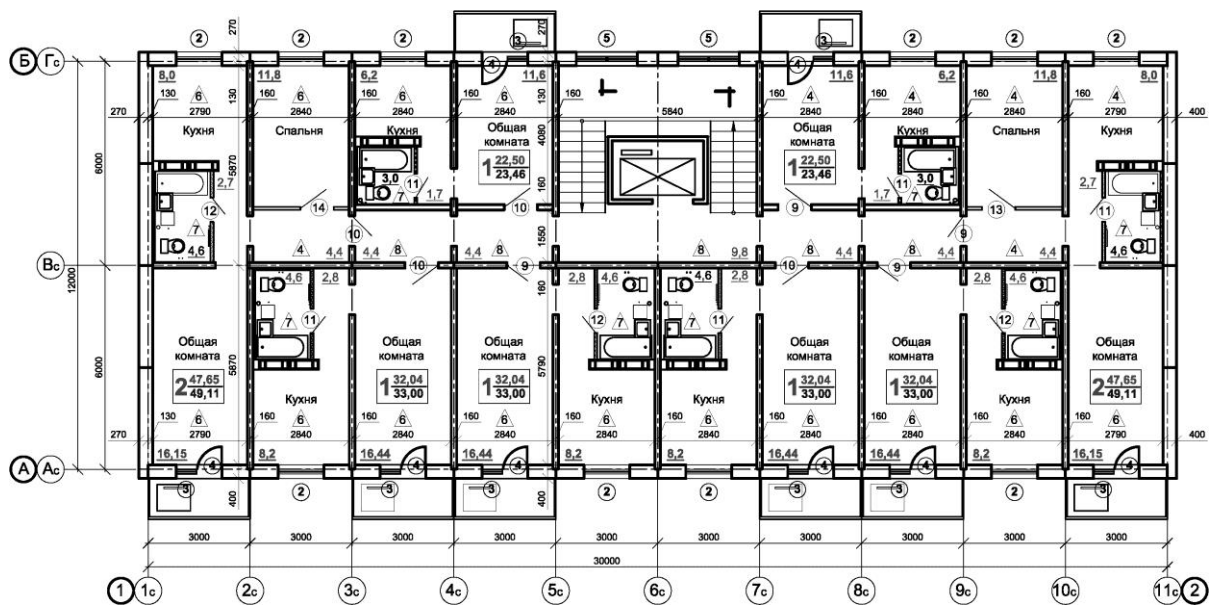 270 270
2 2 2 3 5 5 3 2 2 2
Б Гс
4 4
8,0 11,8 6,2 11,6 11,6 6,2 11,8 8,0
130 6 130 160 6 160 6 160 6 130 160 160 4 160 4 160 4 160 4
270 2790 2840 2840 2840 5840 2840 2840 2840 2790 400
Кухня Спальня Кухня Общая комната Общая комната Кухня Спальня Кухня
6000 5870 4080
1 22,50 23,46
1 22,50 23,46
2,7 3,0 11 11 3,0 2,7
12 7 1,7 160 1,7 7 11
7 14 10 9 13 7
10 9
4,6 4 4,4 4,4 8 8 1550 8 9,8 8 4,4 8 4,4 4 4,4 4,6
Вс
12000
10 9 10 9
4,6 2,8 160 2,8 4,6 4,6 2,8 2,8 4,6
7 11 12 7 7 11 12 7
Общая комната Общая комната Общая комната Общая комната Общая комната Общая комната
6000 5870 5790
2 47,65 49,11
1 32,04 33,00
1 32,04 33,00
1 32,04 33,00
1 32,04 33,00
2 47,65 49,11
Кухня Кухня Кухня Кухня
130 6 160 6 160 6 160 6 160 6 160 6 160 6 160 6 160 6 160 6
270 2790 2840 2840 2840 2840 2840 2840 2840 2840 2790 400
16,15 8,2 16,44 16,44 8,2 8,2 16,44 16,44 8,2 16,15
А Ас
4 4 4 4 4 4
3 400 2 3 3 400 2 2 3 3 2 3
3000 3000 3000 3000 3000 3000 3000 3000 3000 3000
30000
1 1с 2с 3с 4с 5с 6с 7с 8с 9с 10с 11с 2